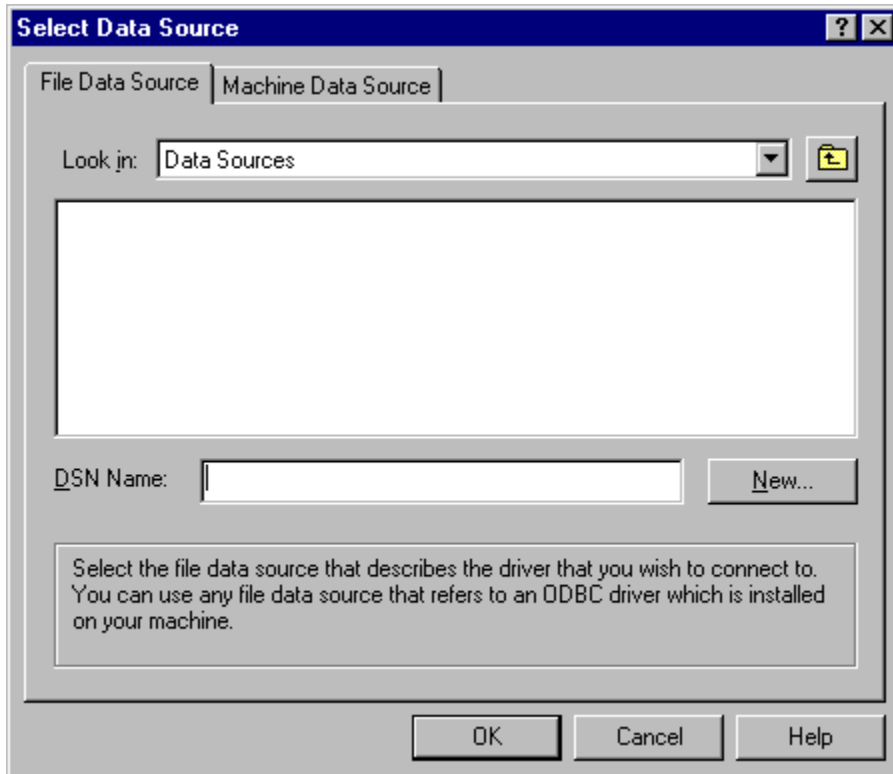 Select Data Source
File Data Source
Machine Data Source
Look in:
Data Sources
DSN Name:
New...
Select the file data source that describes the driver that you wish to connect to.
You can use any file data source that refers to an ODBC driver which is installed
on your machine.
OK
Cancel
Help